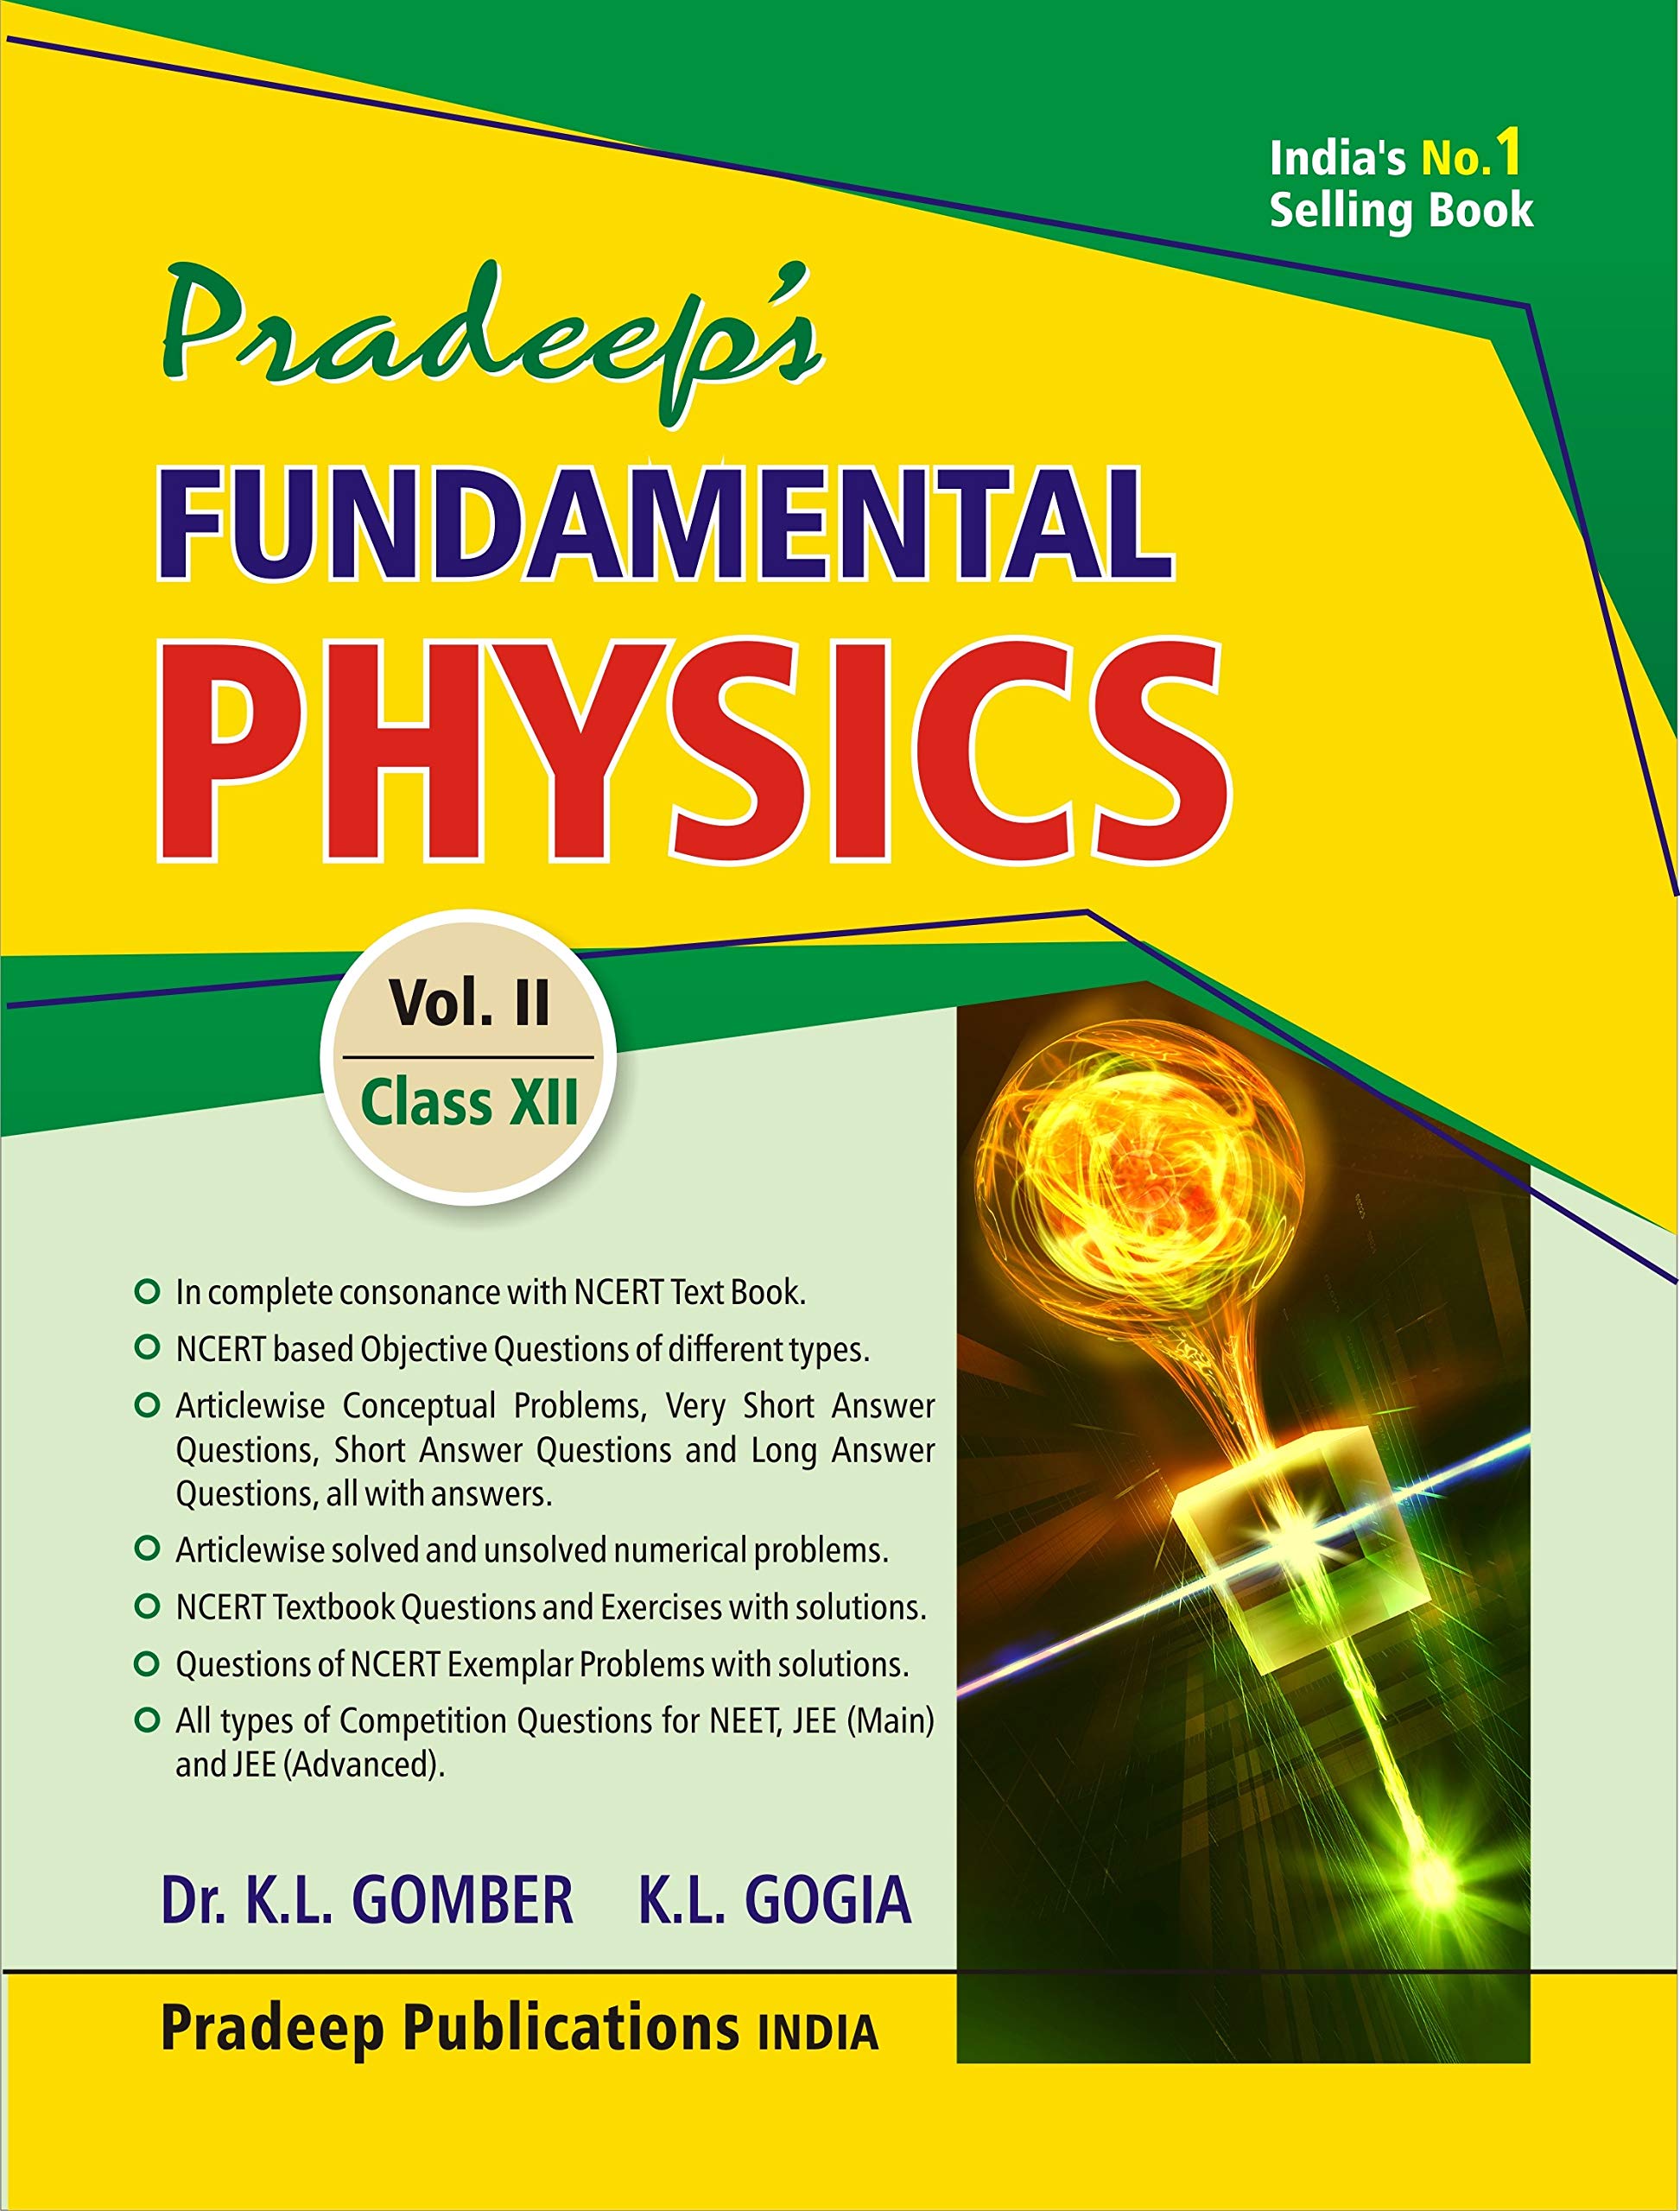 India's No.1
Selling Book
Pradeep's
FUNDAMENTAL
PHYSICS
Vol. II
Class XII
In complete consonance with NCERT Text Book.
NCERT based Objective Questions of different types.
Articlewise Conceptual Problems, Very Short Answer
Questions, Short Answer Questions and Long Answer
Questions, all with answers.
Articlewise solved and unsolved numerical problems.
NCERT Textbook Questions and Exercises with solutions.
Questions of NCERT Exemplar Problems with solutions.
All types of Competition Questions for NEET, JEE (Main)
and JEE (Advanced).
Dr. K.L. GOMBER K.L. GOGIA
Pradeep Publications INDIA